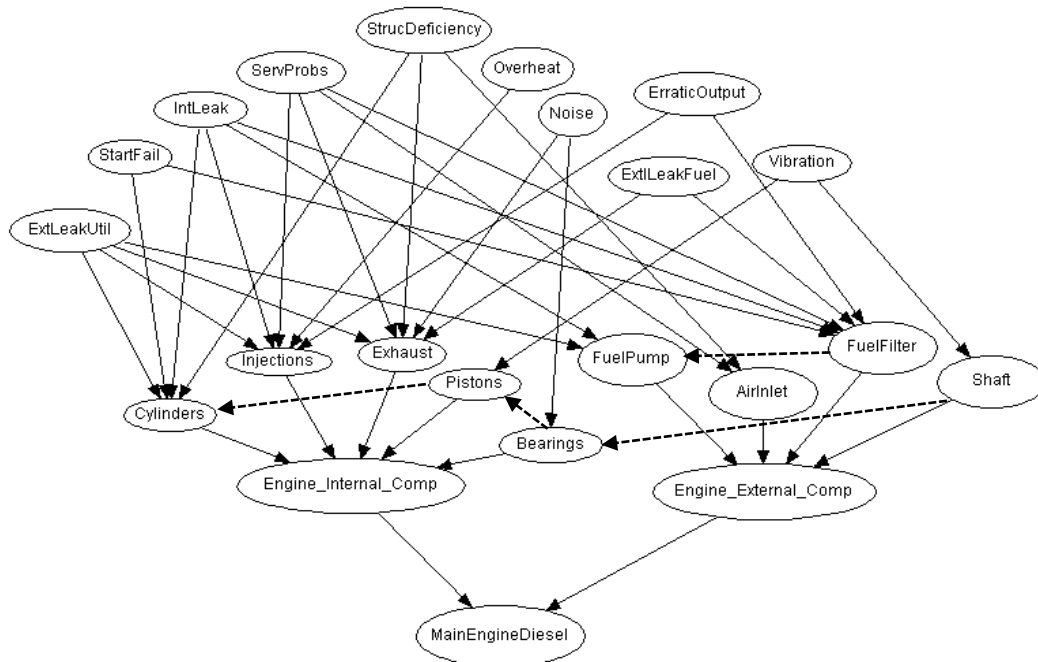 StrucDeficiency
Overheat
ServProbs
ErraticOutput
IntLeak
Noise
StartFail
Vibration
ExtlLeakFuel
ExtLeakUtil
Injections
Exhaust
FuelPump
FuelFilter
Pistons
Shaft
AirInlet
Cylinders
Bearings
Engine_Internal_Comp
Engine_External_Comp
MainEngineDiesel